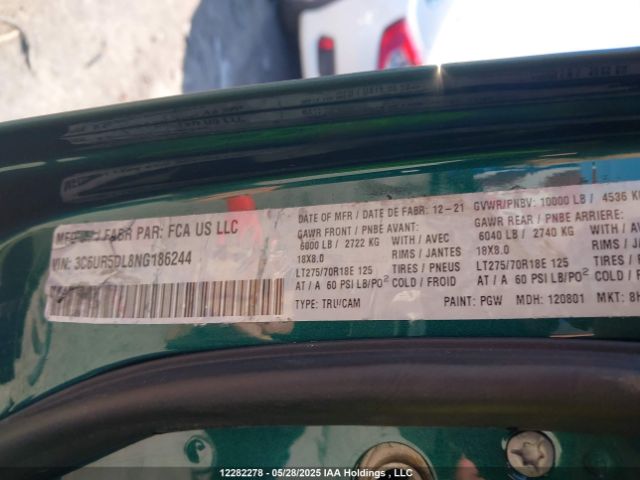 MFD BY / FABR PAR: FCA US LLC
VIN: 3C6UR5DL8NG186244
DATE OF MFR / DATE DE FABR: 12-21
GAWR FRONT / PNBE AVANT:
6000 LB / 2722 KG WITH / AVEC
18X8.0 RIMS / JANTES
LT275/70R18E 125 TIRES / PNEUS
AT / A 60 PSI LB/PO² COLD / FROID
TYPE: TRU/CAM
GVWR/PNBV: 10000 LB / 4536 KG
GAWR REAR / PNBE ARRIERE:
6040 LB / 2740 KG WITH /
18X8.0 RIMS /
LT275/70R18E 125 TIRES /
AT / A 60 PSI LB/PO² COLD /
PAINT: PGW MDH: 120801 MKT: 
12282278 - 05/28/2025 IAA Holdings , LLC